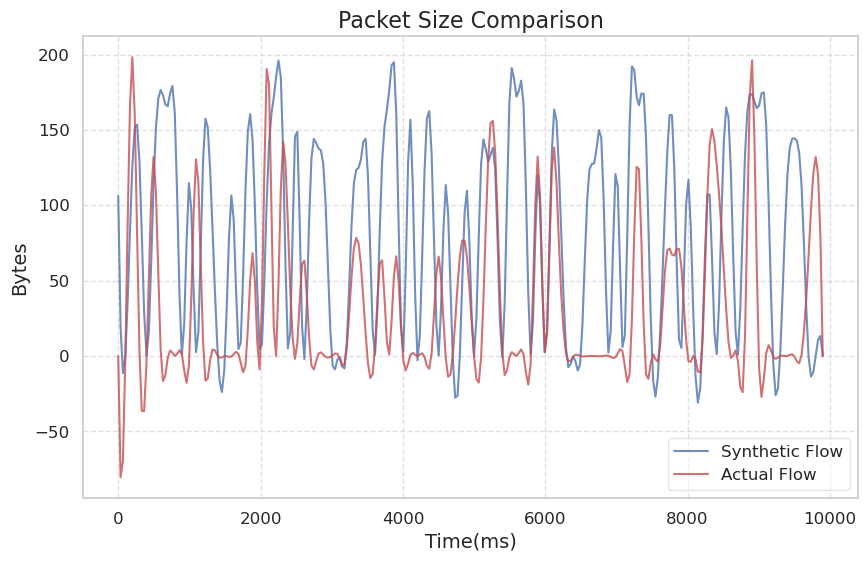 Packet Size Comparison
200
150
100
50
0
−50
Bytes
0
2000
4000
6000
8000
10000
Time(ms)
Synthetic Flow
Actual Flow